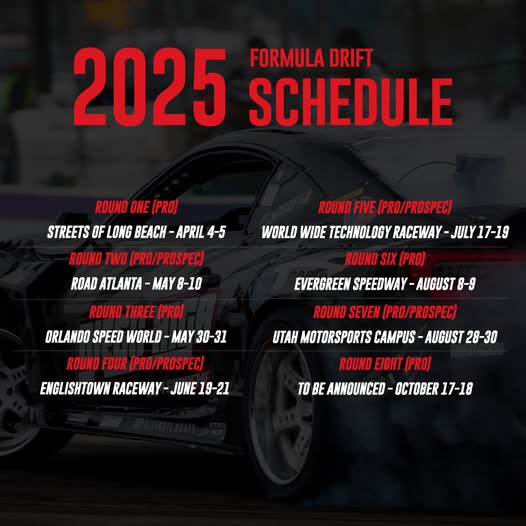 2025 FORMULA DRIFT
SCHEDULE
ROUND ONE (PRO)
STREETS OF LONG BEACH - APRIL 4-5
ROUND TWO (PRO/PROSPEC)
ROAD ATLANTA - MAY 8-10
ROUND THREE (PRO)
ORLANDO SPEED WORLD - MAY 30-31
ROUND FOUR (PRO/PROSPEC)
ENGLISHTOWN RACEWAY - JUNE 19-21
ROUND FIVE (PRO/PROSPEC)
WORLD WIDE TECHNOLOGY RACEWAY - JULY 17-19
ROUND SIX (PRO)
EVERGREEN SPEEDWAY - AUGUST 8-9
ROUND SEVEN (PRO/PROSPEC)
UTAH MOTORSPORTS CAMPUS - AUGUST 28-30
ROUND EIGHT (PRO)
TO BE ANNOUNCED - OCTOBER 17-18